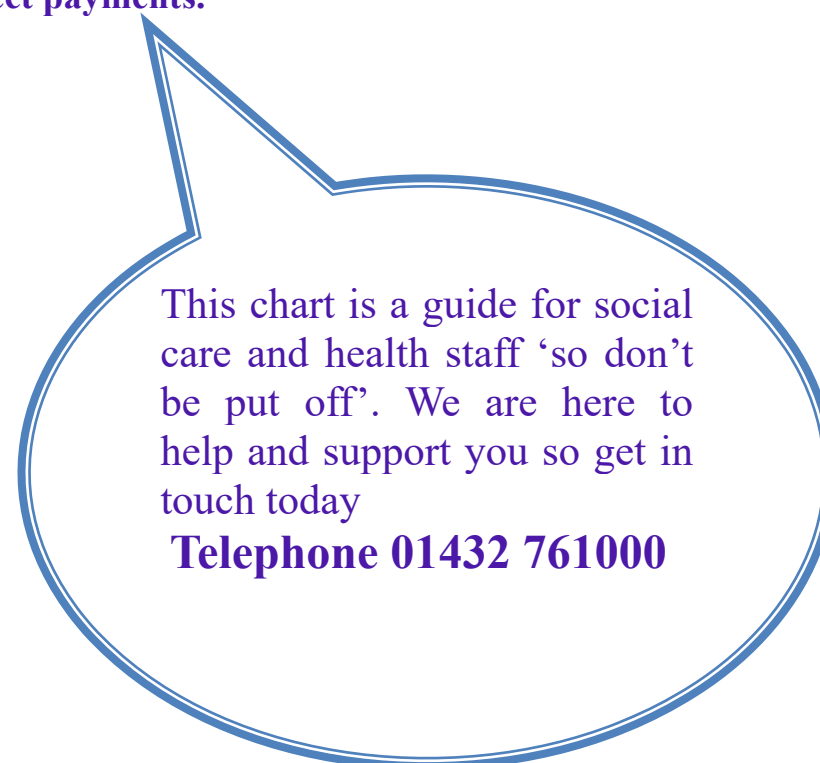 payments.
This chart is a guide for social
care and health staff ‘so don’t
be put off’. We are here to
help and support you so get in
touch today
Telephone 01432 761000